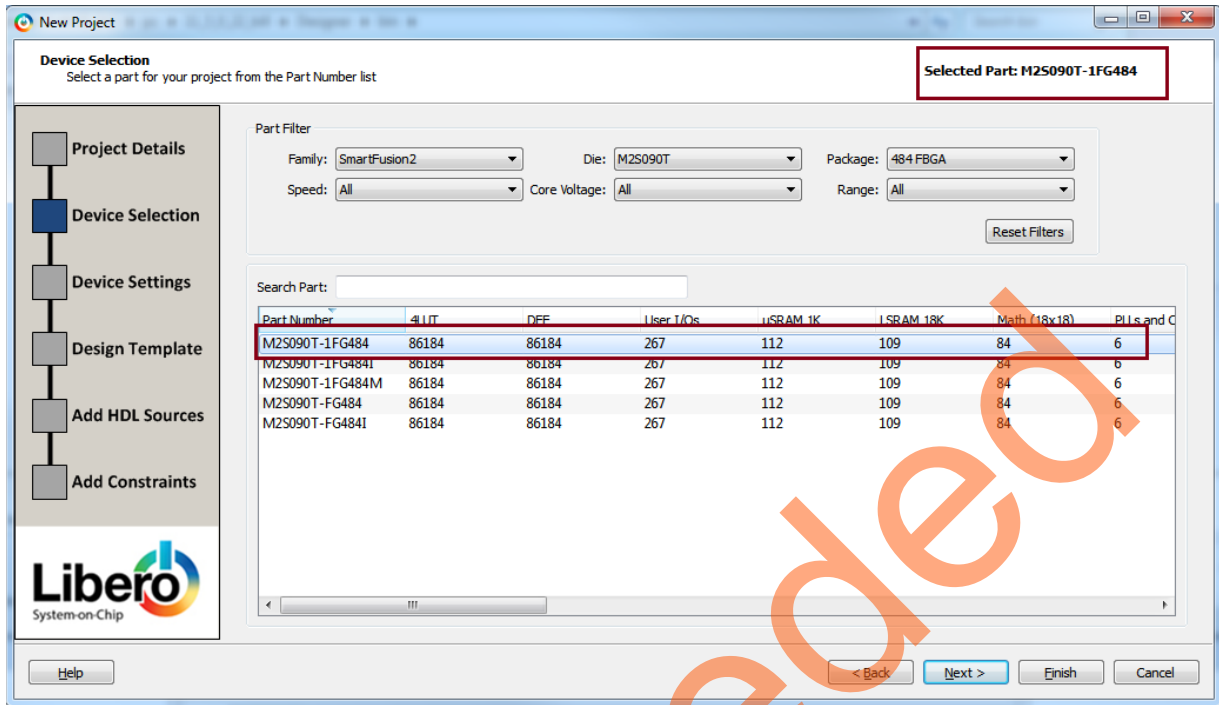 New Project
Device Selection
Select a part for your project from the Part Number list
Selected Part: M2S090T-1FG484
Project Details
Device Selection
Device Settings
Design Template
Add HDL Sources
Add Constraints
Libero
System-on-Chip
Part Filter
Family: SmartFusion2 Die: M2S090T Package: 484 FBGA
Speed: All Core Voltage: All Range: All
Reset Filters
Search Part:
Part Number 4LUT DFF User I/Os uSRAM 1K LSRAM 18K Math (18x18) PLLs and C
M2S090T-1FG484 86184 86184 267 112 109 84 6
M2S090T-1FG484I 86184 86184 267 112 109 84 6
M2S090T-1FG484M 86184 86184 267 112 109 84 6
M2S090T-FG484 86184 86184 267 112 109 84 6
M2S090T-FG484I 86184 86184 267 112 109 84 6
Help < Back Next > Finish Cancel
ded